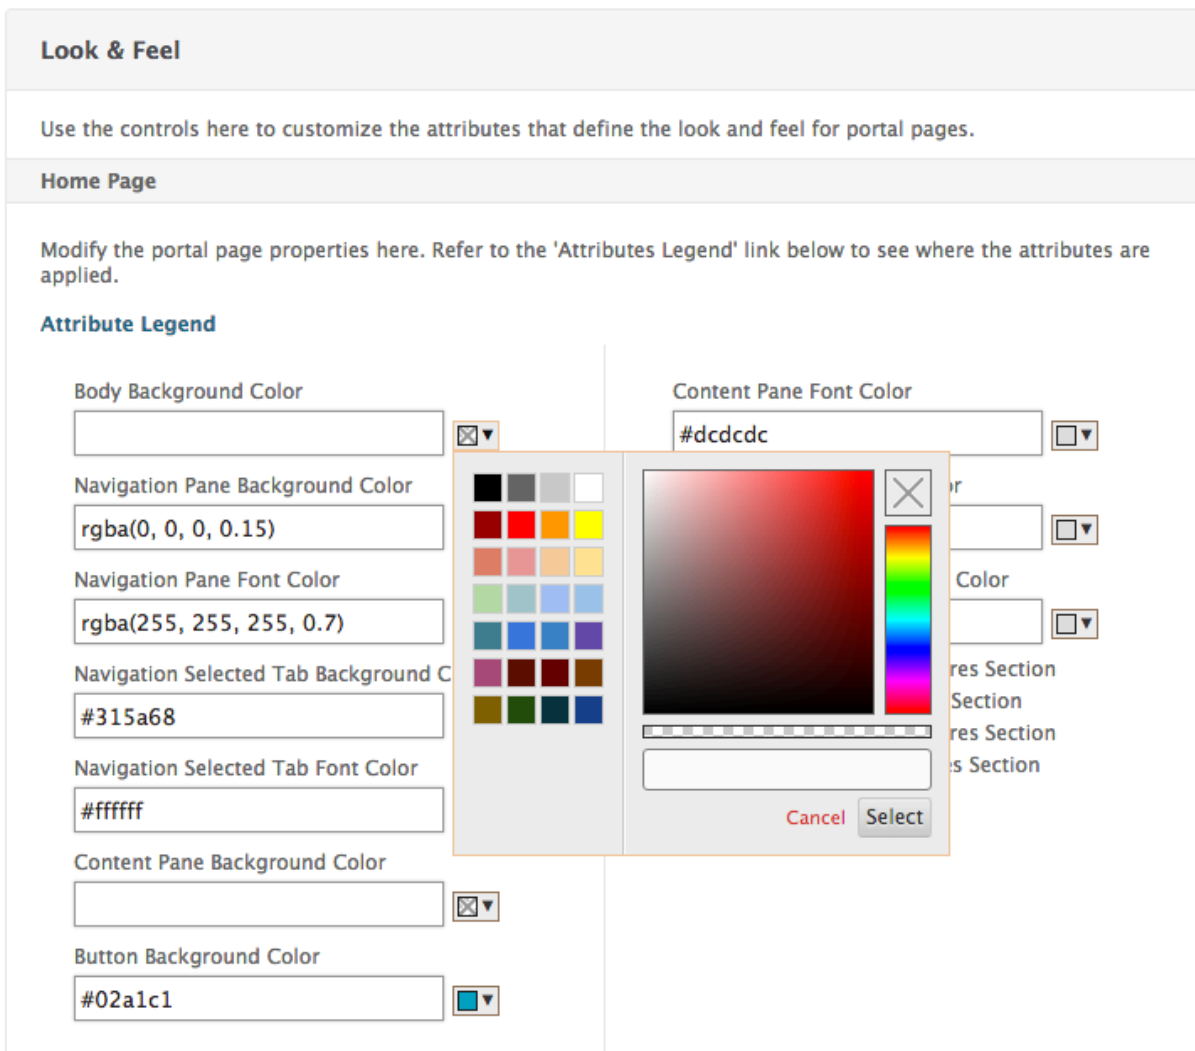 Look & Feel
Use the controls here to customize the attributes that define the look and feel for portal pages.
Home Page
Modify the portal page properties here. Refer to the 'Attributes Legend' link below to see where the attributes are
applied.
Attribute Legend
Body Background Color
Navigation Pane Background Color
rgba(0, 0, 0, 0.15)
Navigation Pane Font Color
rgba(255, 255, 255, 0.7)
Navigation Selected Tab Background C
#315a68
Navigation Selected Tab Font Color
#ffffff
Content Pane Background Color
Button Background Color
#02a1c1
Content Pane Font Color
#dcdcdc
Color
res Section
Section
res Section
s Section
Cancel Select